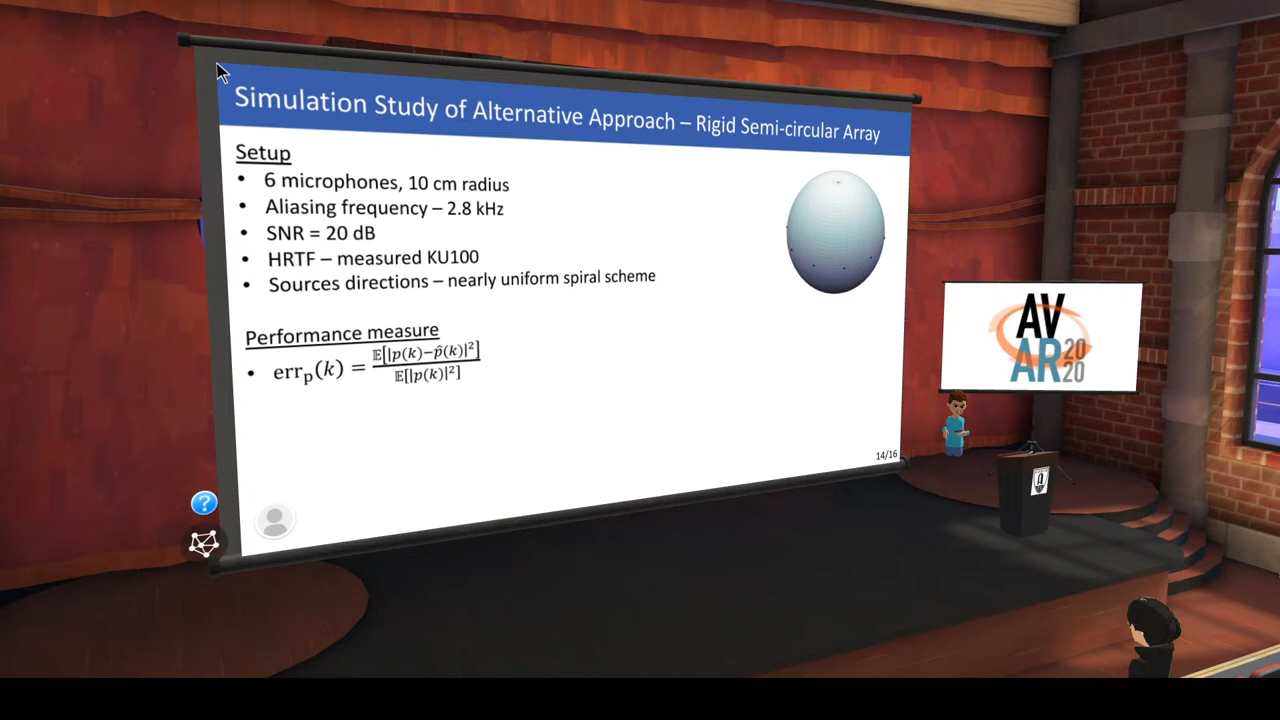 Simulation Study of Alternative Approach – Rigid Semi-circular Array
Setup
• 6 microphones, 10 cm radius
• Aliasing frequency – 2.8 kHz
• SNR = 20 dB
• HRTF – measured KU100
• Sources directions – nearly uniform spiral scheme
Performance measure
• errₚ(k) = 𝔼[|p(k)−p̂(k)|²] / 𝔼[|p(k)|²]
14/16
AV
AR 20
20
?